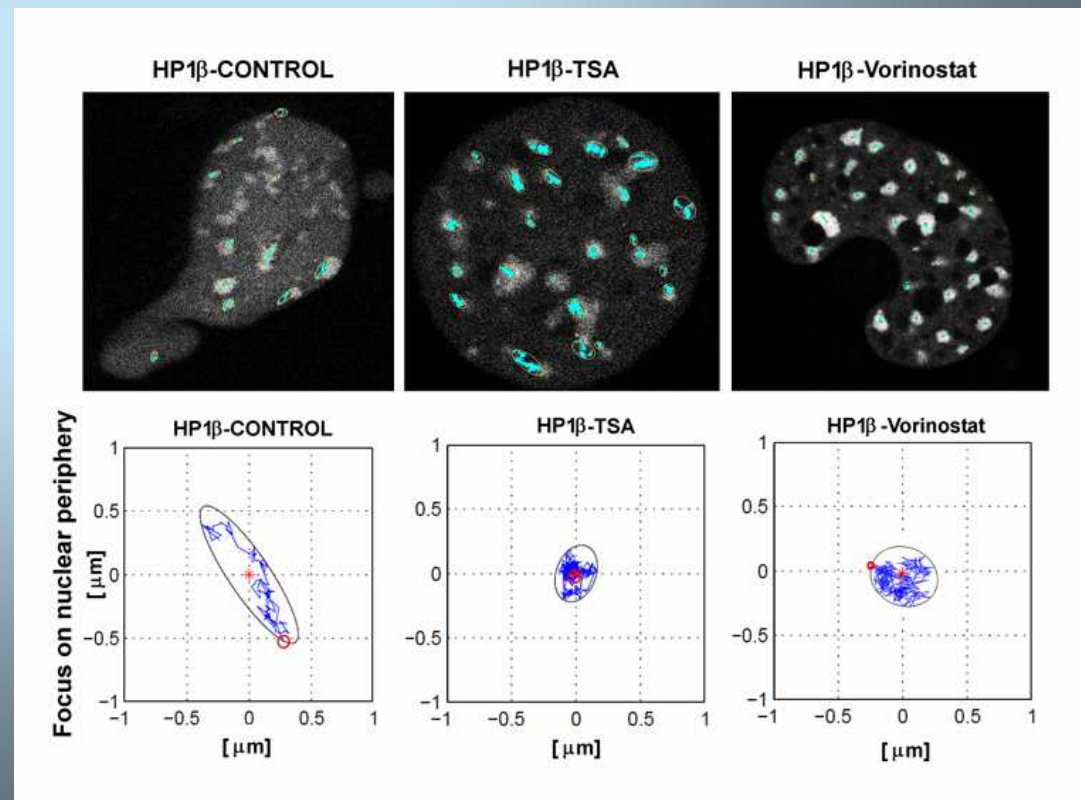 HP1β-CONTROL
HP1β-TSA
HP1β-Vorinostat
Focus on nuclear periphery
HP1β-CONTROL
1
0.5
0
−0.5
−1
[μm]
−1 −0.5 0 0.5 1
[μm]
HP1β-TSA
1
0.5
0
−0.5
−1
−1 −0.5 0 0.5 1
[μm]
HP1β-Vorinostat
1
0.5
0
−0.5
−1
−1 −0.5 0 0.5 1
[μm]